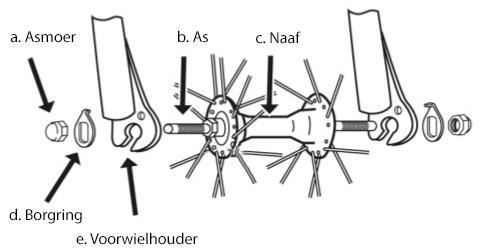 a. Asmoer
b. As
c. Naaf
d. Borgring
e. Voorwielhouder